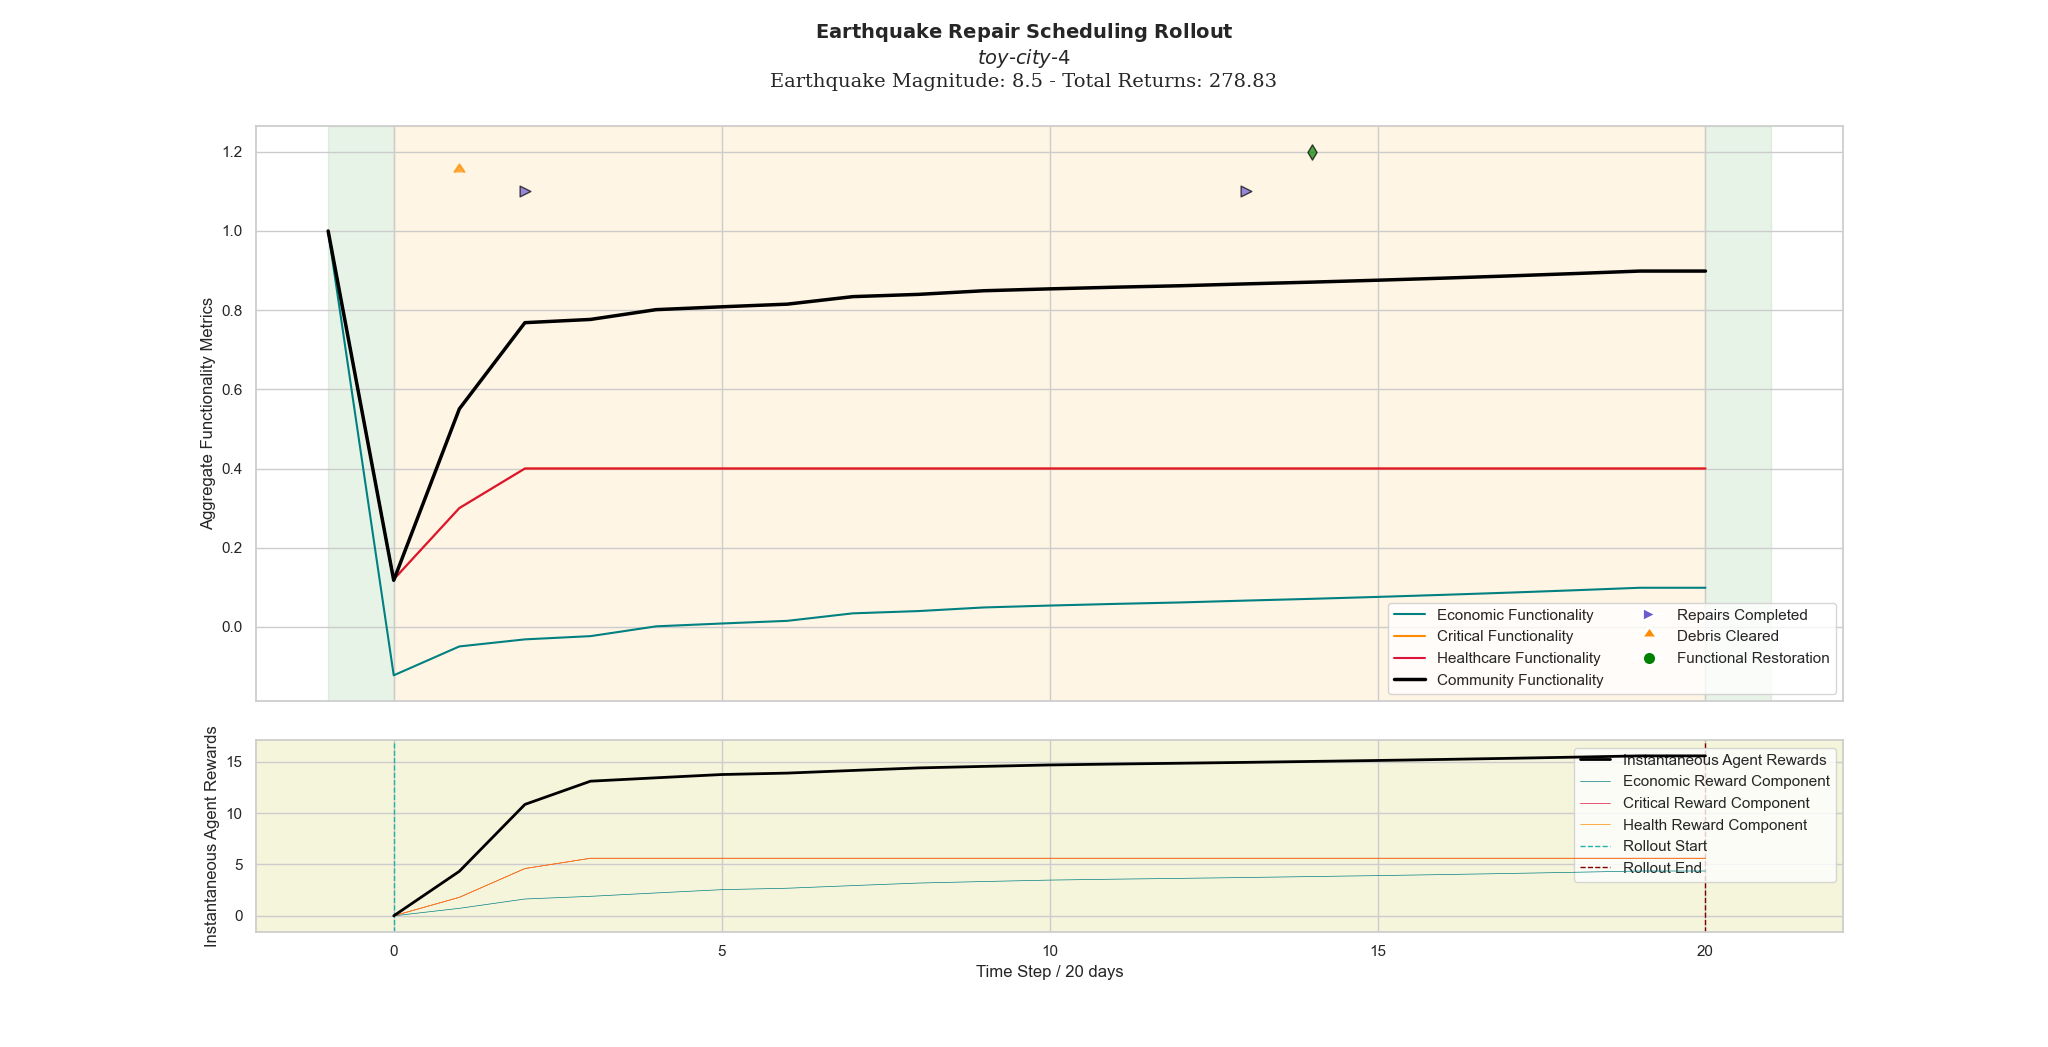 Earthquake Repair Scheduling Rollout
toy-city-4
Earthquake Magnitude: 8.5 - Total Returns: 278.83
Aggregate Functionality Metrics
1.2
1.0
0.8
0.6
0.4
0.2
0.0
Economic Functionality
Critical Functionality
Healthcare Functionality
Community Functionality
Repairs Completed
Debris Cleared
Functional Restoration
Instantaneous Agent Rewards
15
10
5
0
Instantaneous Agent Rewards
Economic Reward Component
Critical Reward Component
Health Reward Component
Rollout Start
Rollout End
0 5 10 15 20
Time Step / 20 days